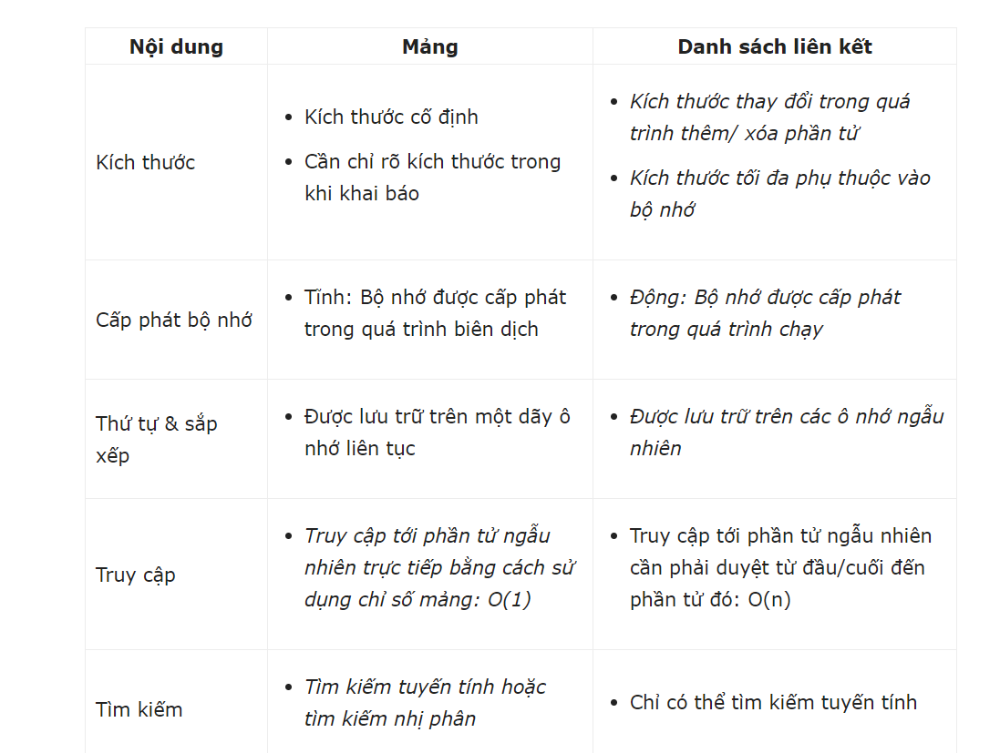 Nội dung
Mảng
Danh sách liên kết
Kích thước
• Kích thước cố định
• Cần chỉ rõ kích thước trong
khi khai báo
• Kích thước thay đổi trong quá
trình thêm/ xóa phần tử
• Kích thước tối đa phụ thuộc vào
bộ nhớ
Cấp phát bộ nhớ
• Tĩnh: Bộ nhớ được cấp phát
trong quá trình biên dịch
• Động: Bộ nhớ được cấp phát
trong quá trình chạy
Thứ tự & sắp
xếp
• Được lưu trữ trên một dãy ô
nhớ liên tục
• Được lưu trữ trên các ô nhớ ngẫu
nhiên
Truy cập
• Truy cập tới phần tử ngẫu
nhiên trực tiếp bằng cách sử
dụng chỉ số mảng: O(1)
• Truy cập tới phần tử ngẫu nhiên
cần phải duyệt từ đầu/cuối đến
phần tử đó: O(n)
Tìm kiếm
• Tìm kiếm tuyến tính hoặc
tìm kiếm nhị phân
• Chỉ có thể tìm kiếm tuyến tính